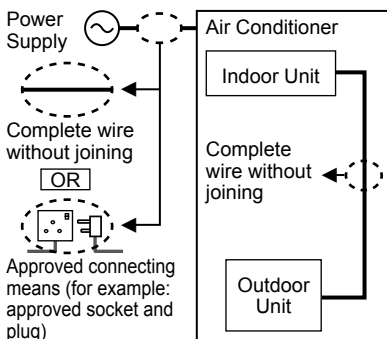 Power
Supply
Air Conditioner
Indoor Unit
Complete wire
without joining
OR
Complete
wire without
joining
Approved connecting
means (for example:
approved socket and
plug)
Outdoor
Unit